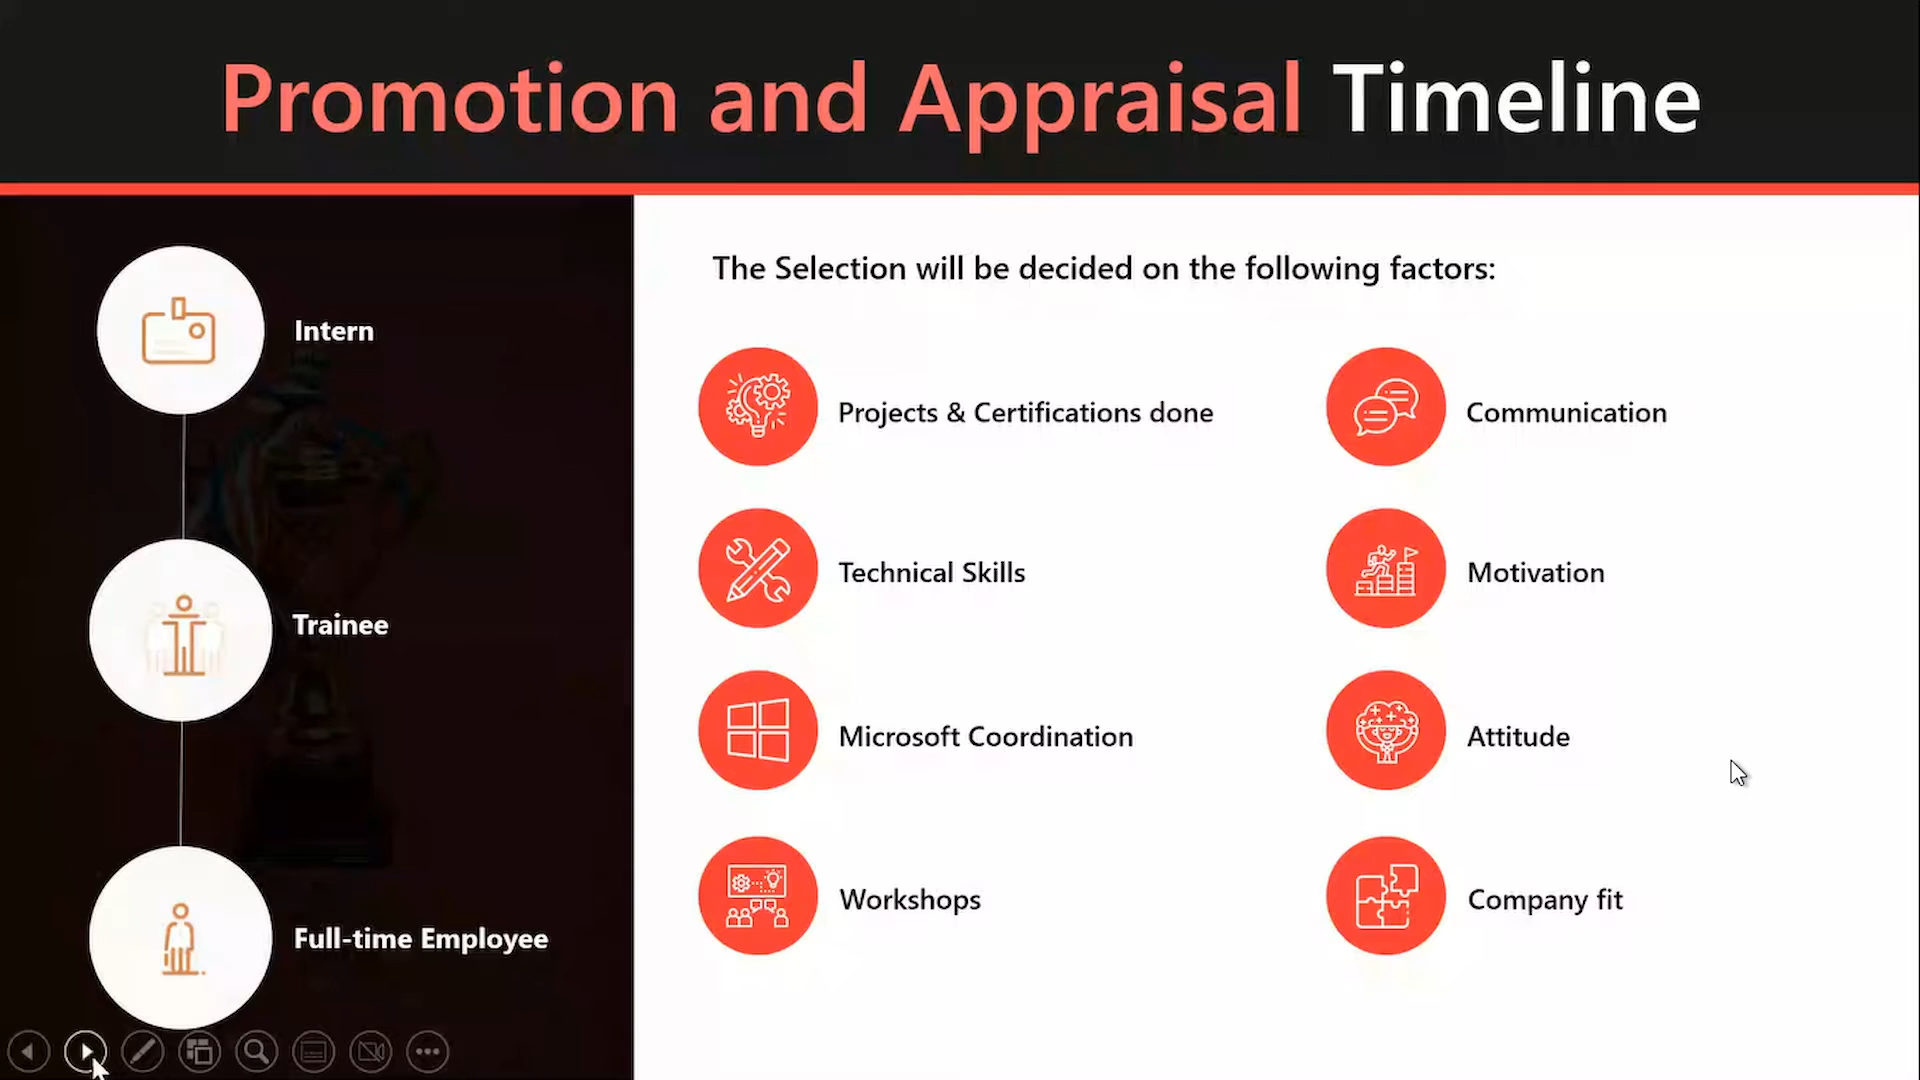 Promotion and Appraisal Timeline
Intern
Trainee
Full-time Employee
The Selection will be decided on the following factors:
Projects & Certifications done
Communication
Technical Skills
Motivation
Microsoft Coordination
Attitude
Workshops
Company fit